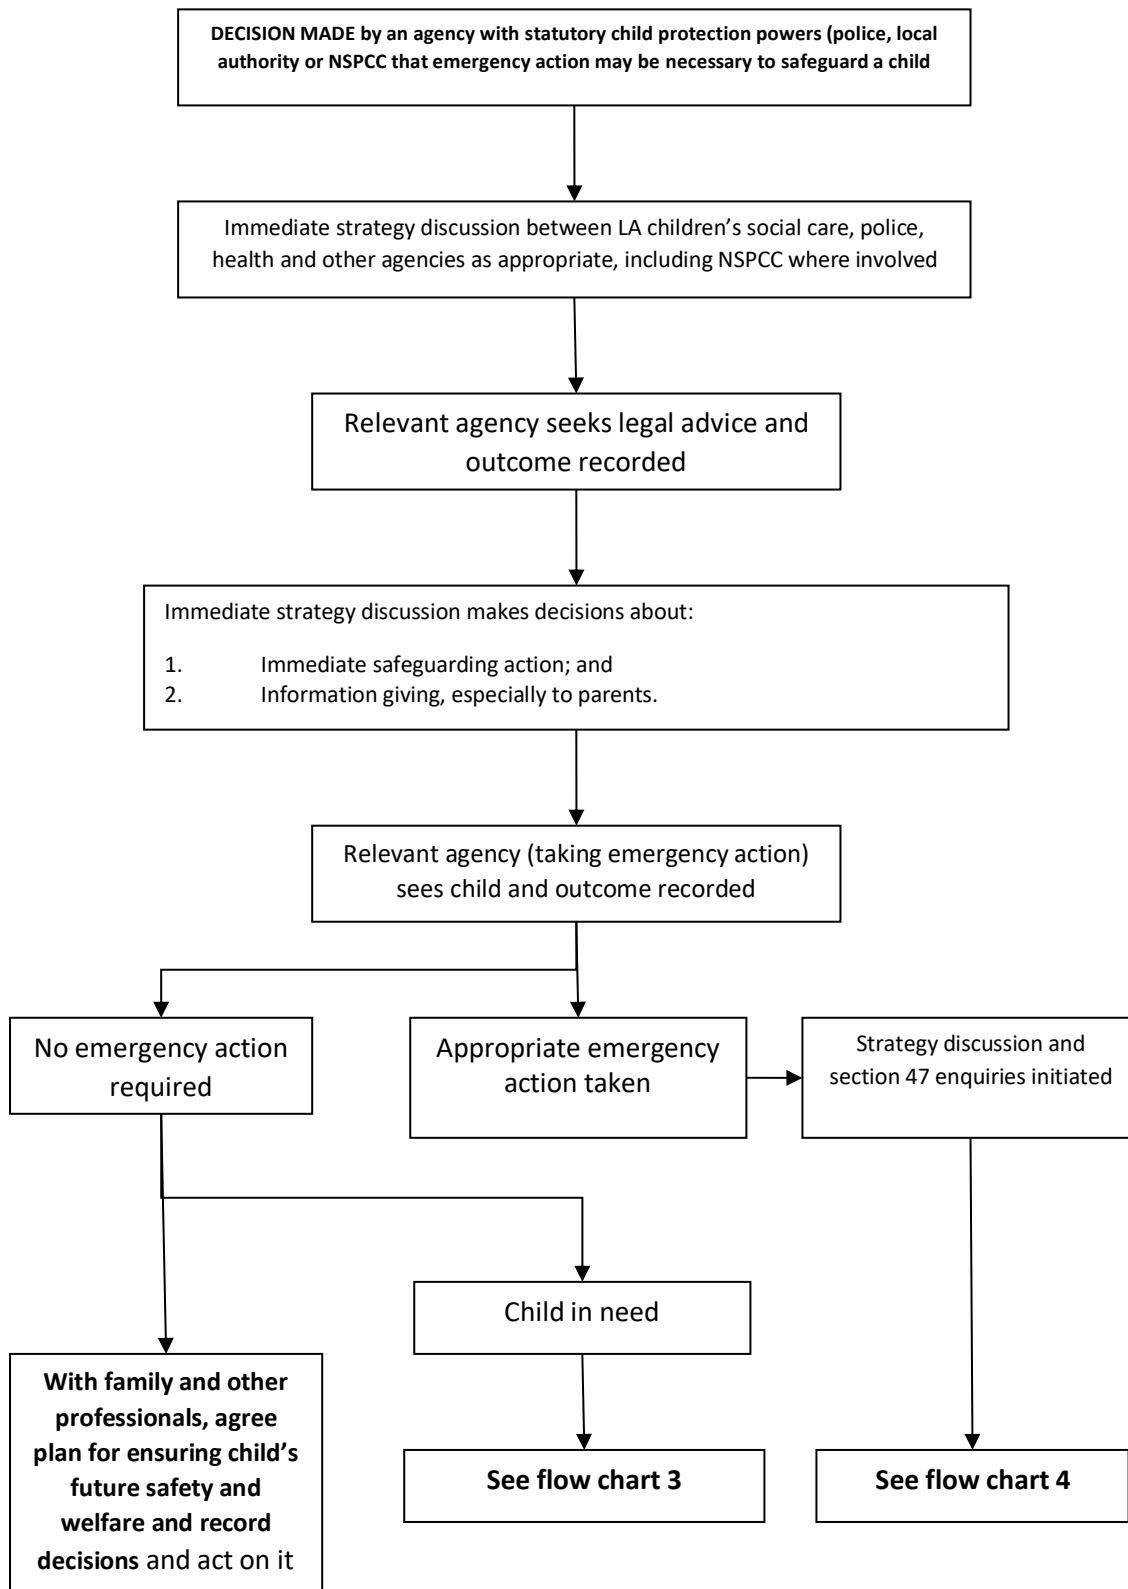 DECISION MADE by an agency with statutory child protection powers (police, local
authority or NSPCC that emergency action may be necessary to safeguard a child
Immediate strategy discussion between LA children’s social care, police,
health and other agencies as appropriate, including NSPCC where involved
Relevant agency seeks legal advice and
outcome recorded
Immediate strategy discussion makes decisions about:
1. Immediate safeguarding action; and
2. Information giving, especially to parents.
Relevant agency (taking emergency action)
sees child and outcome recorded
No emergency action
required
Appropriate emergency
action taken
Strategy discussion and
section 47 enquiries initiated
Child in need
With family and other
professionals, agree
plan for ensuring child’s
future safety and
welfare and record
decisions and act on it
See flow chart 3
See flow chart 4